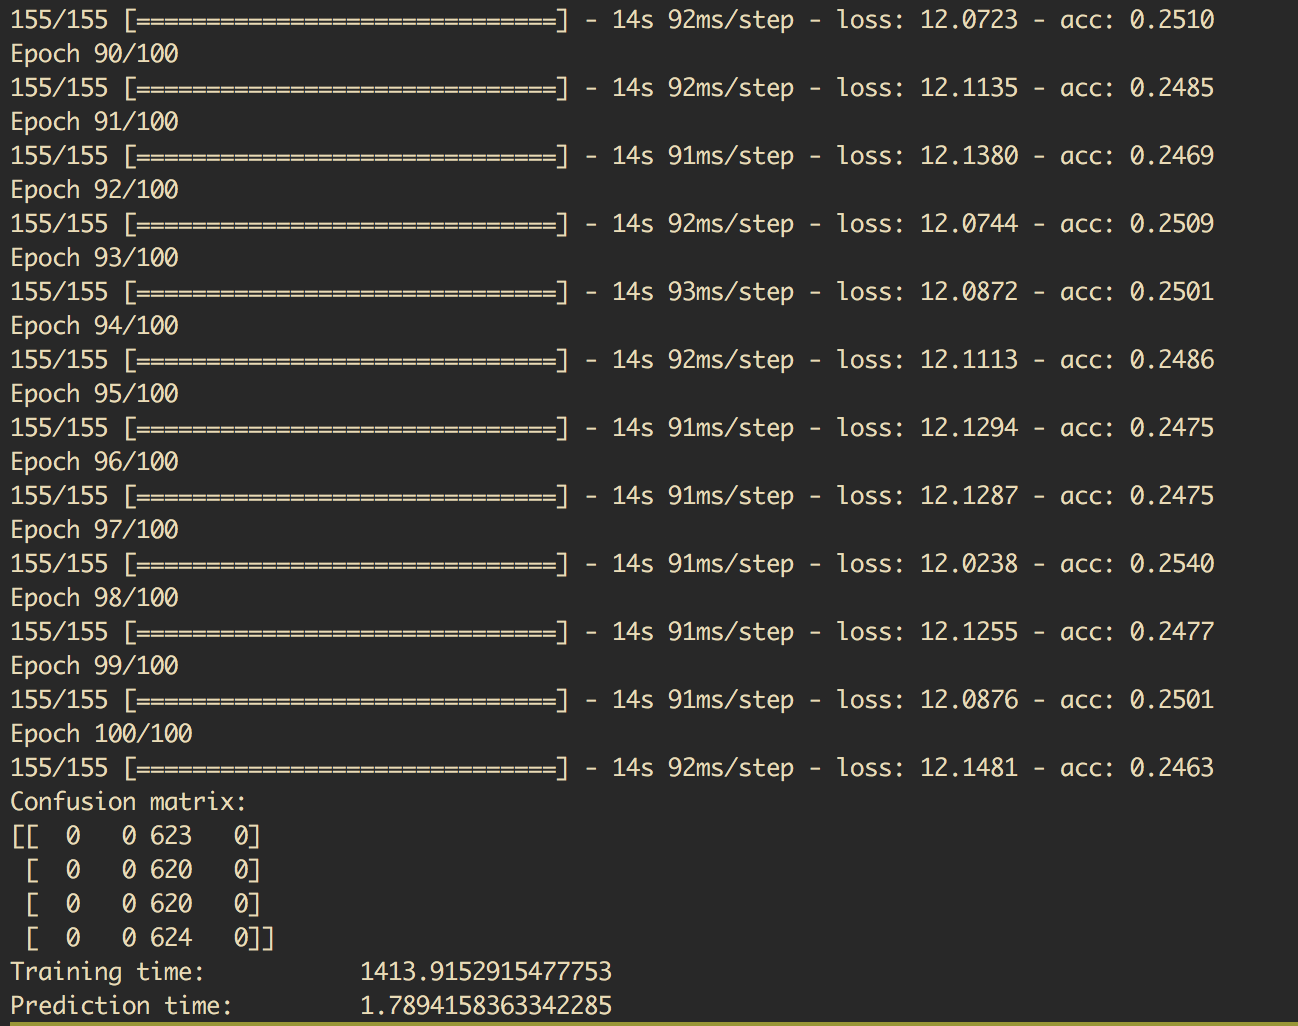 155/155 [==============================] - 14s 92ms/step - loss: 12.0723 - acc: 0.2510
Epoch 90/100
155/155 [==============================] - 14s 92ms/step - loss: 12.1135 - acc: 0.2485
Epoch 91/100
155/155 [==============================] - 14s 91ms/step - loss: 12.1380 - acc: 0.2469
Epoch 92/100
155/155 [==============================] - 14s 92ms/step - loss: 12.0744 - acc: 0.2509
Epoch 93/100
155/155 [==============================] - 14s 93ms/step - loss: 12.0872 - acc: 0.2501
Epoch 94/100
155/155 [==============================] - 14s 92ms/step - loss: 12.1113 - acc: 0.2486
Epoch 95/100
155/155 [==============================] - 14s 91ms/step - loss: 12.1294 - acc: 0.2475
Epoch 96/100
155/155 [==============================] - 14s 91ms/step - loss: 12.1287 - acc: 0.2475
Epoch 97/100
155/155 [==============================] - 14s 91ms/step - loss: 12.0238 - acc: 0.2540
Epoch 98/100
155/155 [==============================] - 14s 91ms/step - loss: 12.1255 - acc: 0.2477
Epoch 99/100
155/155 [==============================] - 14s 91ms/step - loss: 12.0876 - acc: 0.2501
Epoch 100/100
155/155 [==============================] - 14s 92ms/step - loss: 12.1481 - acc: 0.2463
Confusion matrix:
[[  0   0 623   0]
 [  0   0 620   0]
 [  0   0 620   0]
 [  0   0 624   0]]
Training time:           1413.9152915477753
Prediction time:         1.7894158363342285